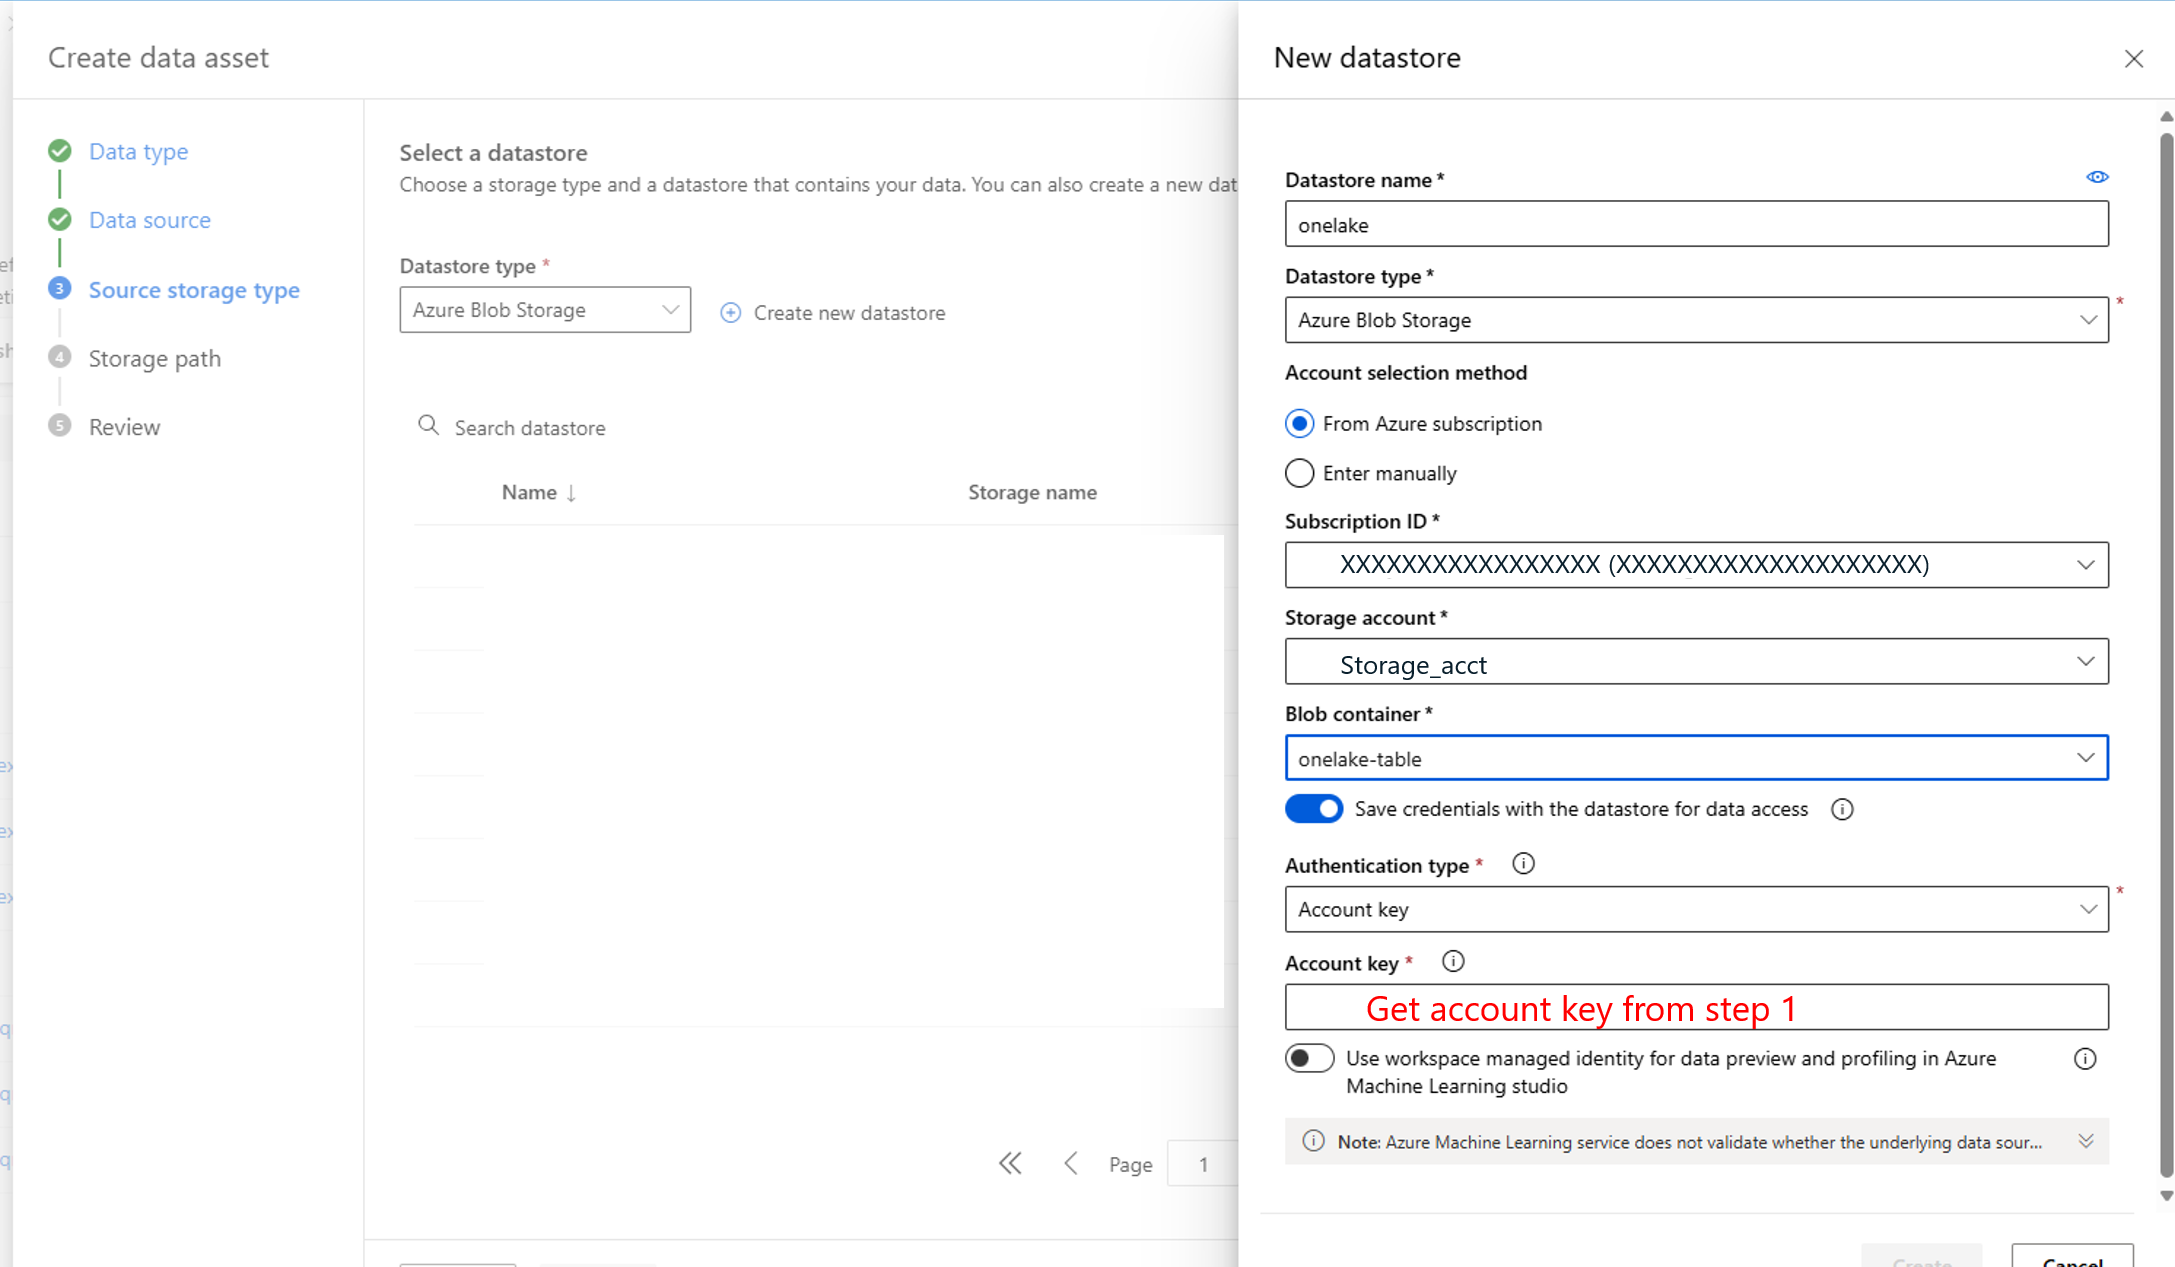 Create data asset
Data type
Data source
3 Source storage type
4 Storage path
5 Review
Select a datastore
Choose a storage type and a datastore that contains your data. You can also create a new dat
Datastore type *
Azure Blob Storage
Create new datastore
Search datastore
Name ↓ Storage name
Page 1
New datastore
Datastore name *
onelake
Datastore type *
Azure Blob Storage *
Account selection method
From Azure subscription
Enter manually
Subscription ID *
XXXXXXXXXXXXXXXXX (XXXXXXXXXXXXXXXXXXXX)
Storage account *
Storage_acct
Blob container *
onelake-table
Save credentials with the datastore for data access
Authentication type *
Account key *
Account key *
Get account key from step 1
Use workspace managed identity for data preview and profiling in Azure
Machine Learning studio
Note: Azure Machine Learning service does not validate whether the underlying data sour...
Create Cancel